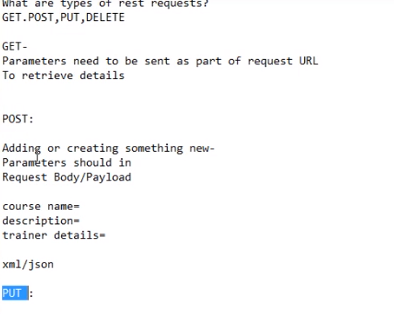 What are types of rest requests?
GET.POST,PUT,DELETE
GET-
Parameters need to be sent as part of request URL
To retrieve details
POST:
Adding or creating something new-
Parameters should in
Request Body/Payload
course name=
description=
trainer details=
xml/json
PUT :